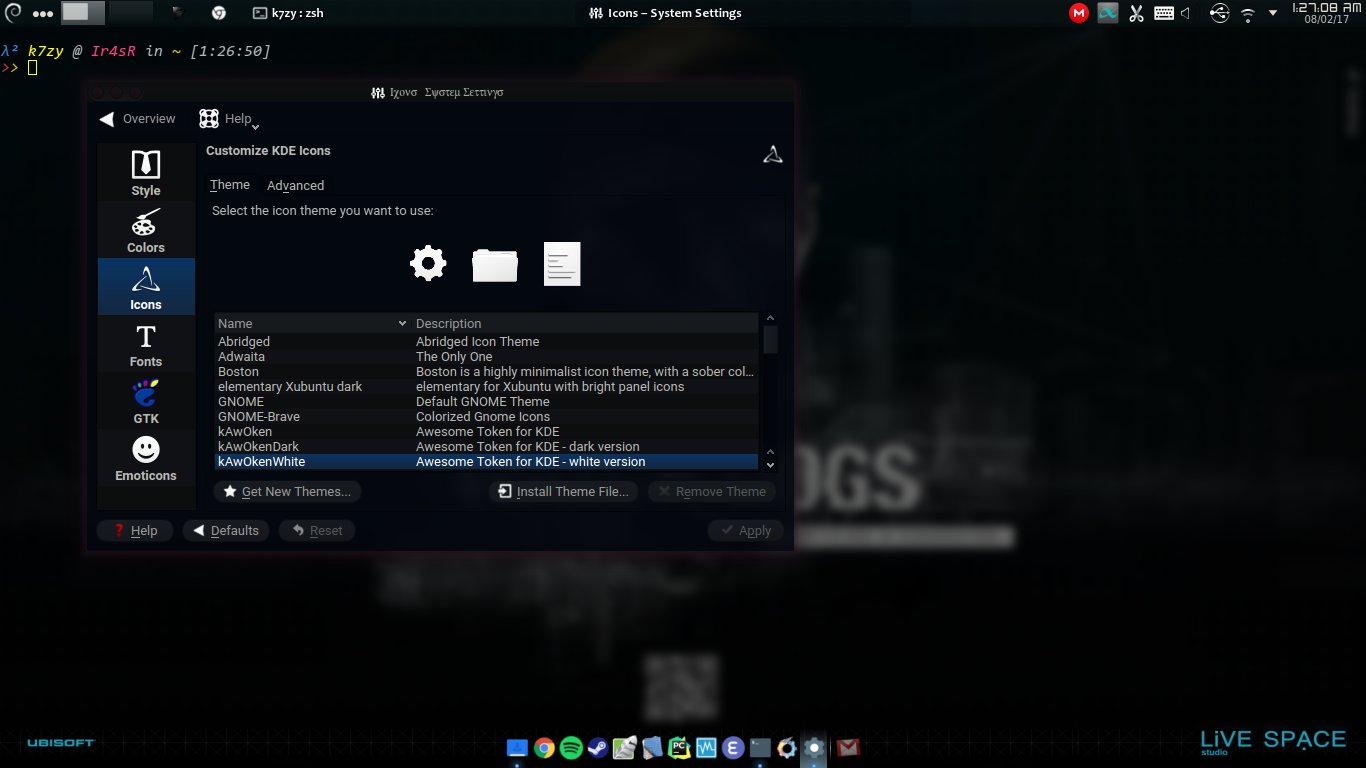 k7zy : zsh
Icons – System Settings
1:27:08 AM
08/02/17
λ² k7zy @ Ir4sR in ~ [1:26:50]
>>
Ιχονσ Σψστεμ Σεττινγσ
Overview
Help
Customize KDE Icons
Style
Theme
Advanced
Select the icon theme you want to use:
Colors
Icons
Fonts
GTK
Emoticons
Name Description
Abridged Abridged Icon Theme
Adwaita The Only One
Boston Boston is a highly minimalist icon theme, with a sober col...
elementary Xubuntu dark elementary for Xubuntu with bright panel icons
GNOME Default GNOME Theme
GNOME-Brave Colorized Gnome Icons
kAwOken Awesome Token for KDE
kAwOkenDark Awesome Token for KDE - dark version
kAwOkenWhite Awesome Token for KDE - white version
Get New Themes...
Install Theme File...
Remove Theme
Help
Defaults
Reset
Apply
OGS
UBISOFT
LiVE SPACE
studio